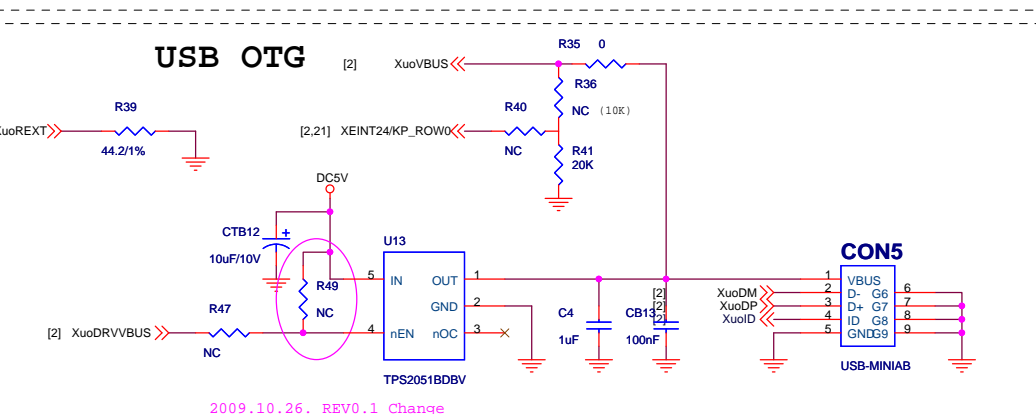 USB OTG
R35 0
[2] XuoVBUS
R36
NC (10K)
R39
XuoREXT
44.2/1%
R40
[2,21] XEINT24/KP_ROW0
NC
R41
20K
DC5V
CTB12
10uF/10V
U13
R49
NC
5 IN OUT 1
GND 2
4 nEN nOC 3
TPS2051BDBV
R47
[2] XuoDRVVBUS
NC
C4
1uF
CB13
100nF
[2]
[2]
[2]
CON5
1 VBUS
XuoDM 2 D- G6 6
XuoDP 3 D+ G7 7
XuoID 4 ID G8 8
5 GND G9 9
USB-MINIAB
2009.10.26. REV0.1 Change